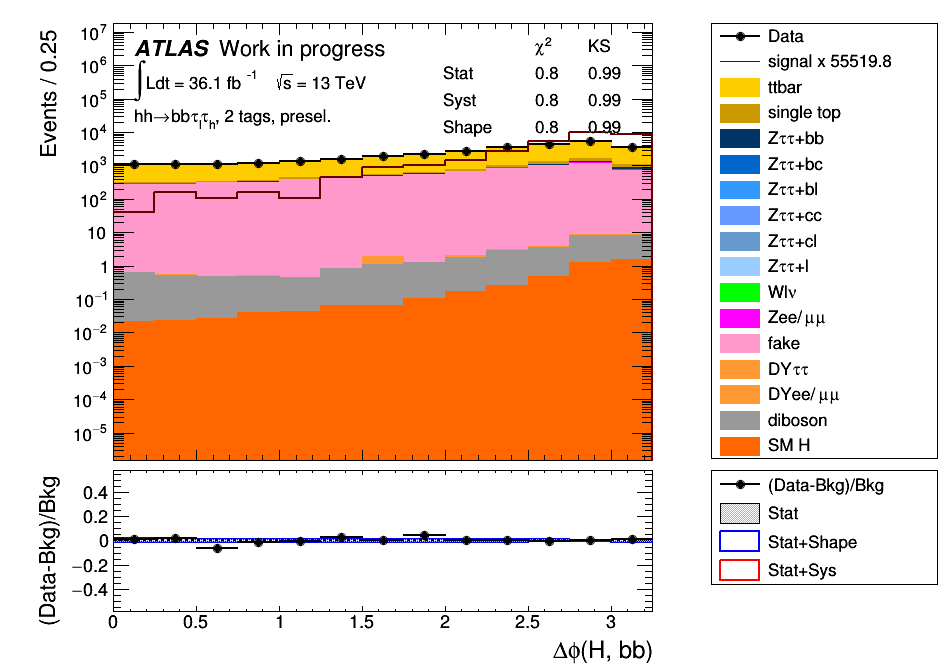 ATLAS Work in progress
∫Ldt = 36.1 fb⁻¹ √s = 13 TeV
hh→bbτₗτₕ, 2 tags, presel.
χ² KS
Stat 0.8 0.99
Syst 0.8 0.99
Shape 0.8 0.99
Events / 0.25
10⁷
10⁶
10⁵
10⁴
10³
10²
10
1
10⁻¹
10⁻²
10⁻³
10⁻⁴
10⁻⁵
Data
signal x 55519.8
ttbar
single top
Zττ+bb
Zττ+bc
Zττ+bl
Zττ+cc
Zττ+cl
Zττ+l
Wlν
Zee/μμ
fake
DYττ
DYee/μμ
diboson
SM H
(Data-Bkg)/Bkg
0.4
0.2
0
−0.2
−0.4
0 0.5 1 1.5 2 2.5 3
Δϕ(H, bb)
(Data-Bkg)/Bkg
Stat
Stat+Shape
Stat+Sys